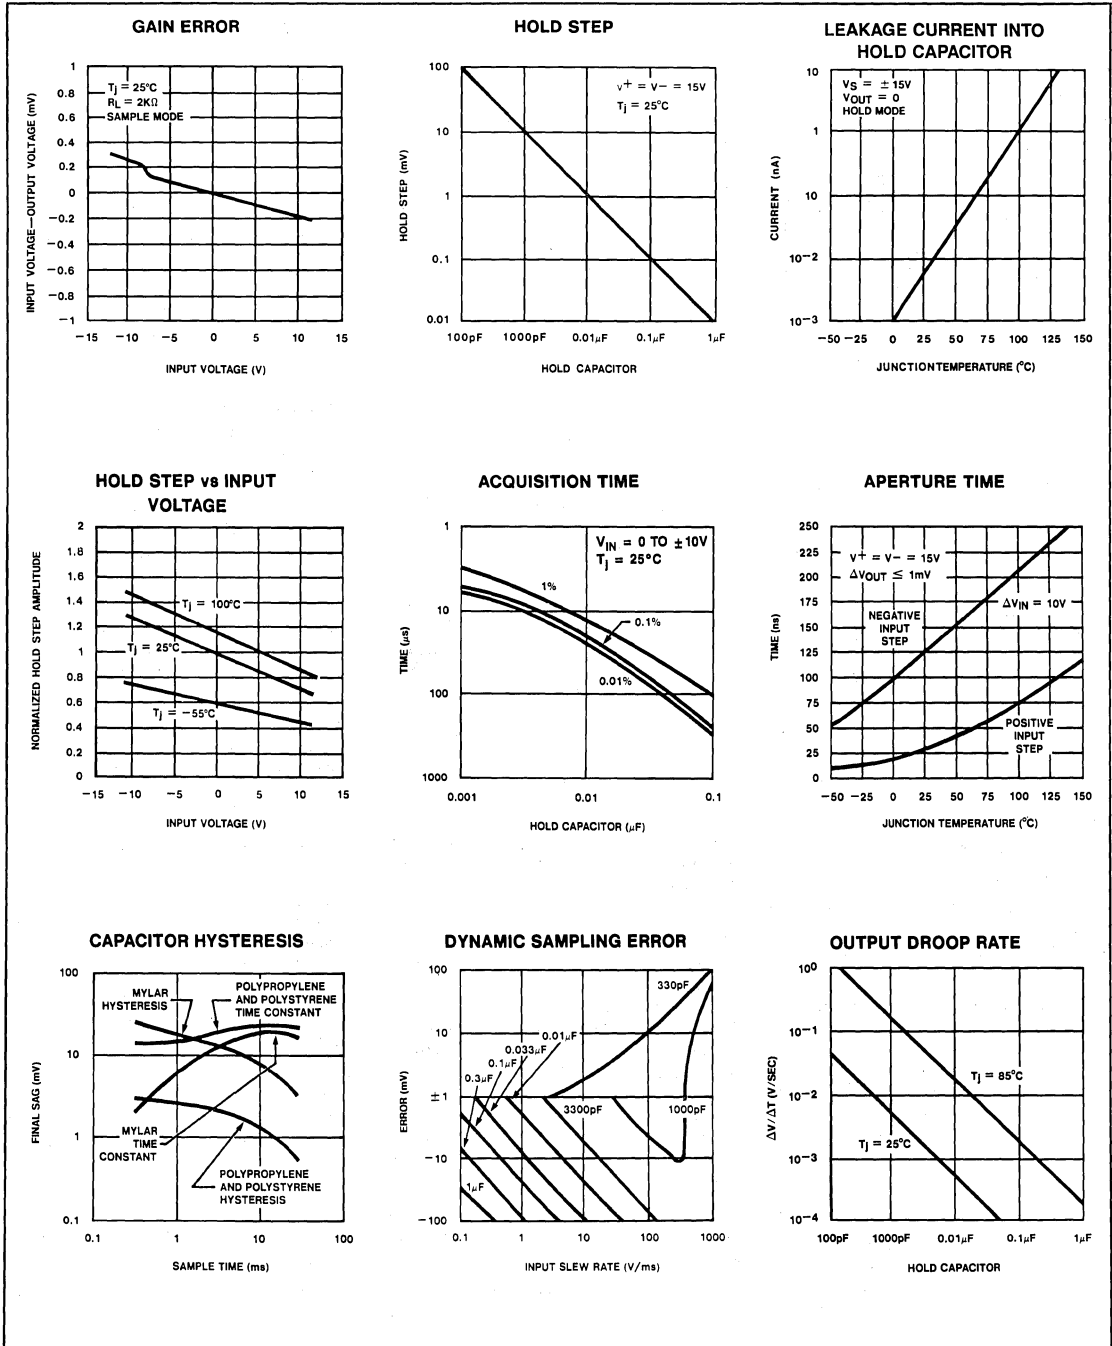 GAIN ERROR
1
0.8
0.6
0.4
0.2
0
−0.2
−0.4
−0.6
−0.8
−1
INPUT VOLTAGE—OUTPUT VOLTAGE (mV)
Tj = 25°C
RL = 2KΩ
SAMPLE MODE
−15 −10 −5 0 5 10 15
INPUT VOLTAGE (V)
HOLD STEP
100
10
1
0.1
0.01
HOLD STEP (mV)
V+ = V− = 15V
Tj = 25°C
100pF 1000pF 0.01μF 0.1μF 1μF
HOLD CAPACITOR
LEAKAGE CURRENT INTO
HOLD CAPACITOR
10
1
10
10−2
10−3
CURRENT (nA)
VS = ±15V
VOUT = 0
HOLD MODE
−50 −25 0 25 50 75 100 125 150
JUNCTION TEMPERATURE (°C)
HOLD STEP vs INPUT
VOLTAGE
2
1.8
1.6
1.4
1.2
1
0.8
0.6
0.4
0.2
0
NORMALIZED HOLD STEP AMPLITUDE
Tj = 100°C
Tj = 25°C
Tj = −55°C
−15 −10 −5 0 5 10 15
INPUT VOLTAGE (V)
ACQUISITION TIME
1
10
100
1000
TIME (μs)
VIN = 0 TO ±10V
Tj = 25°C
1%
0.1%
0.01%
0.001 0.01 0.1
HOLD CAPACITOR (μF)
APERTURE TIME
250
225
200
175
150
125
100
75
50
25
0
TIME (ns)
V+ = V− = 15V
ΔVOUT ≤ 1mV
ΔVIN = 10V
NEGATIVE
INPUT
STEP
POSITIVE
INPUT
STEP
−50 −25 0 25 50 75 100 125 150
JUNCTION TEMPERATURE (°C)
CAPACITOR HYSTERESIS
100
10
1
0.1
FINAL SAG (mV)
MYLAR
HYSTERESIS
POLYPROPYLENE
AND POLYSTYRENE
TIME CONSTANT
MYLAR
TIME
CONSTANT
POLYPROPYLENE
AND POLYSTYRENE
HYSTERESIS
0.1 1 10 100
SAMPLE TIME (ms)
DYNAMIC SAMPLING ERROR
100
10
±1
−10
−100
ERROR (mV)
330pF
0.01μF
0.033μF
0.1μF
0.3μF
1μF
3300pF
1000pF
0.1 1 10 100 1000
INPUT SLEW RATE (V/ms)
OUTPUT DROOP RATE
10⁰
10−1
10−2
10−3
10−4
ΔV/ΔT (V/SEC)
Tj = 85°C
Tj = 25°C
100pF 1000pF 0.01μF 0.1μF 1μF
HOLD CAPACITOR